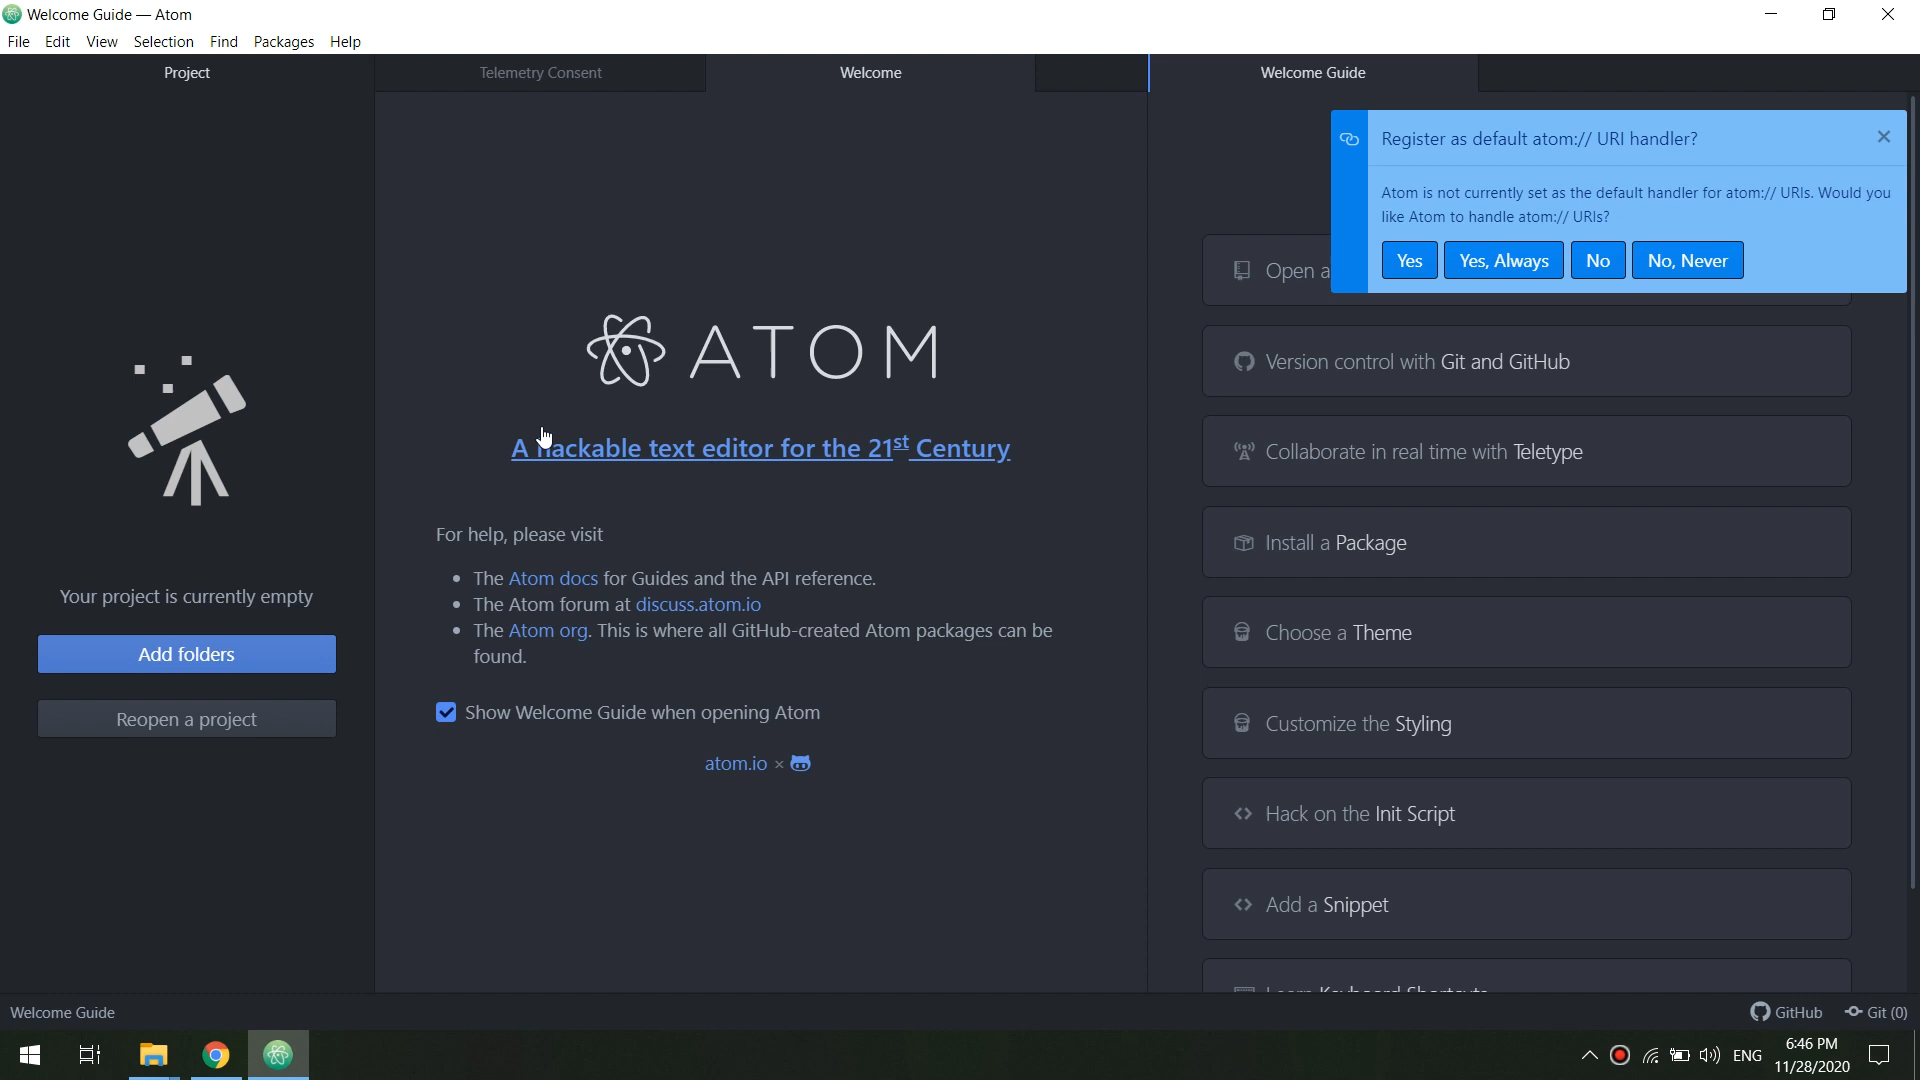 Welcome Guide — Atom
File Edit View Selection Find Packages Help
Project
Telemetry Consent
Welcome
Welcome Guide
Register as default atom:// URI handler?
Atom is not currently set as the default handler for atom:// URIs. Would you
like Atom to handle atom:// URIs?
Yes
Yes, Always
No
No, Never
Your project is currently empty
Add folders
Reopen a project
ATOM
A hackable text editor for the 21st Century
For help, please visit
• The Atom docs for Guides and the API reference.
• The Atom forum at discuss.atom.io
• The Atom org. This is where all GitHub-created Atom packages can be
found.
Show Welcome Guide when opening Atom
atom.io ×
Open a
Version control with Git and GitHub
Collaborate in real time with Teletype
Install a Package
Choose a Theme
Customize the Styling
Hack on the Init Script
Add a Snippet
Learn Keyboard Shortcuts
Welcome Guide
GitHub
Git (0)
ENG
6:46 PM
11/28/2020